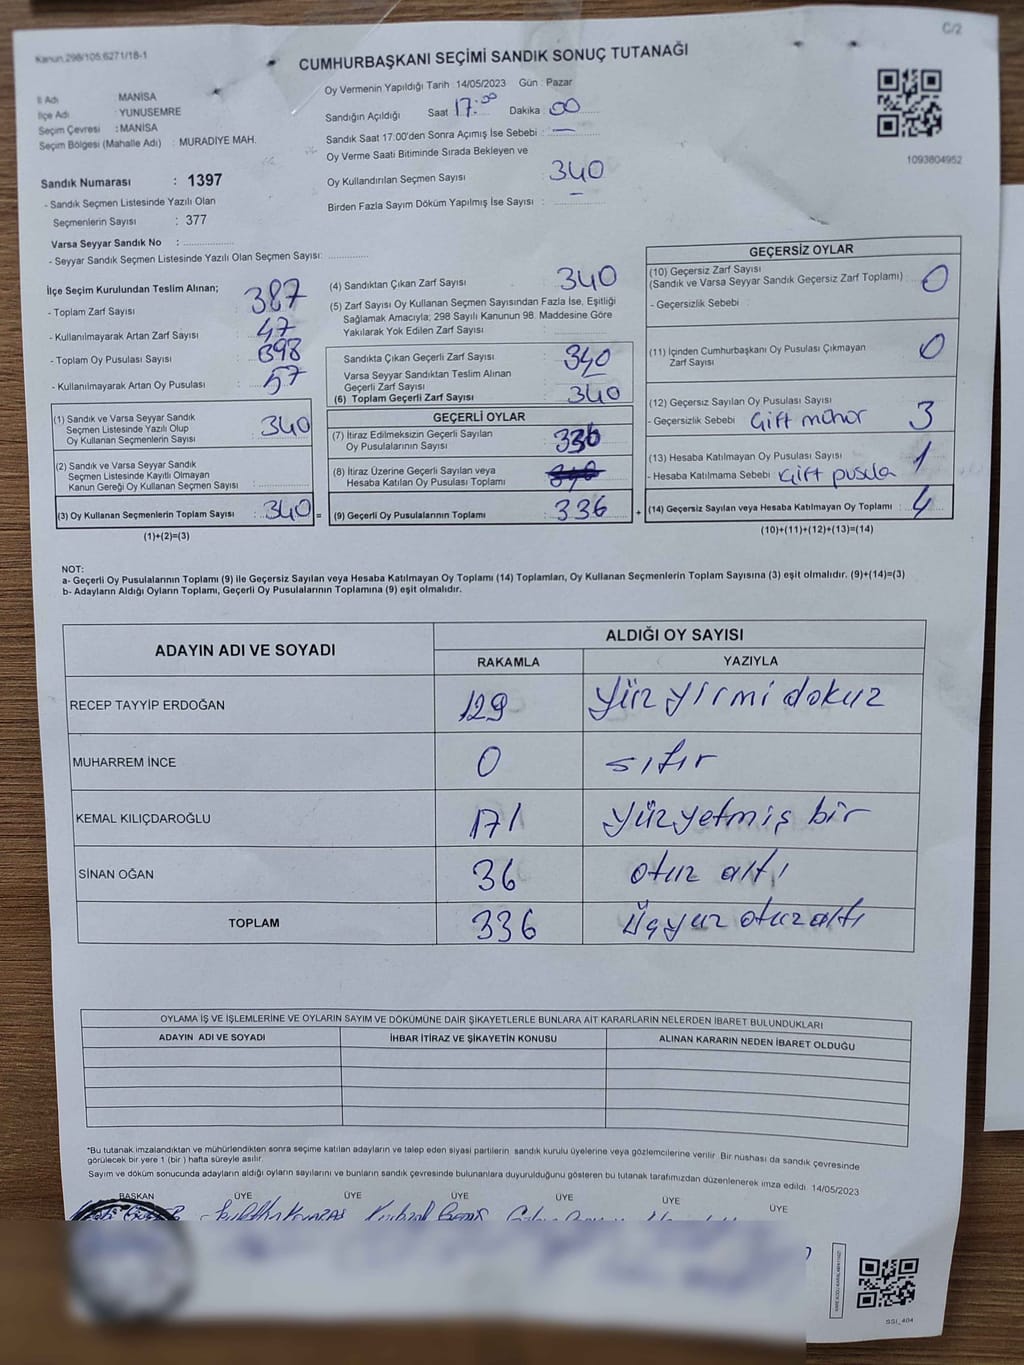 Kanun.298/105.6271/18-1
C/2
CUMHURBAŞKANI SEÇİMİ SANDIK SONUÇ TUTANAĞI
İl Adı MANİSA
İlçe Adı : YUNUSEMRE
Seçim Çevresi : MANİSA
Seçim Bölgesi (Mahalle Adı) : MURADİYE MAH.
Sandık Numarası : 1397
- Sandık Seçmen Listesinde Yazılı Olan
Seçmenlerin Sayısı : 377
Varsa Seyyar Sandık No :
- Seyyar Sandık Seçmen Listesinde Yazılı Olan Seçmen Sayısı:
Oy Vermenin Yapıldığı Tarih 14/05/2023 Gün : Pazar
Sandığın Açıldığı Saat 17:00 Dakika : 00
Sandık Saat 17.00'den Sonra Açımış İse Sebebi : —
Oy Verme Saati Bitiminde Sırada Bekleyen ve
Oy Kullandırılan Seçmen Sayısı : 340
Birden Fazla Sayım Döküm Yapılmış İse Sayısı : —
1093804952
İlçe Seçim Kurulundan Teslim Alınan;
- Toplam Zarf Sayısı : 387
- Kullanılmayarak Artan Zarf Sayısı : 47
- Toplam Oy Pusulası Sayısı : 398
- Kullanılmayarak Artan Oy Pusulası : 57
(1) Sandık ve Varsa Seyyar Sandık
Seçmen Listesinde Yazılı Olup
Oy Kullanan Seçmenlerin Sayısı : 340
(2) Sandık ve Varsa Seyyar Sandık
Seçmen Listesinde Kayıtlı Olmayan
Kanun Gereği Oy Kullanan Seçmen Sayısı :
(3) Oy Kullanan Seçmenlerin Toplam Sayısı : 340 =
(1)+(2)=(3)
(4) Sandıktan Çıkan Zarf Sayısı : 340
(5) Zarf Sayısı Oy Kullanan Seçmen Sayısından Fazla İse, Eşitliği
Sağlamak Amacıyla; 298 Sayılı Kanunun 98. Maddesine Göre
Yakılarak Yok Edilen Zarf Sayısı :
Sandıkta Çıkan Geçerli Zarf Sayısı : 340
Varsa Seyyar Sandıktan Teslim Alınan
Geçerli Zarf Sayısı : —
(6) Toplam Geçerli Zarf Sayısı : 340
GEÇERLİ OYLAR
(7) İtiraz Edilmeksizin Geçerli Sayılan
Oy Pusulalarının Sayısı : 336
(8) İtiraz Üzerine Geçerli Sayılan veya
Hesaba Katılan Oy Pusulası Toplamı :
(9) Geçerli Oy Pusulalarının Toplamı : 336 +
GEÇERSİZ OYLAR
(10) Geçersiz Zarf Sayısı
(Sandık ve Varsa Seyyar Sandık Geçersiz Zarf Toplamı) : 0
- Geçersizlik Sebebi :
(11) İçinden Cumhurbaşkanı Oy Pusulası Çıkmayan
Zarf Sayısı : 0
(12) Geçersiz Sayılan Oy Pusulası Sayısı : 3
- Geçersizlik Sebebi Çift mühür
(13) Hesaba Katılmayan Oy Pusulası Sayısı : 1
- Hesaba Katılmama Sebebi : Çift pusula
(14) Geçersiz Sayılan veya Hesaba Katılmayan Oy Toplamı : 4
(10)+(11)+(12)+(13)=(14)
NOT:
a- Geçerli Oy Pusulalarının Toplamı (9) ile Geçersiz Sayılan veya Hesaba Katılmayan Oy Toplamı (14) Toplamları, Oy Kullanan Seçmenlerin Toplam Sayısına (3) eşit olmalıdır. (9)+(14)=(3)
b- Adayların Aldığı Oyların Toplamı, Geçerli Oy Pusulalarının Toplamına (9) eşit olmalıdır.
ADAYIN ADI VE SOYADI ALDIĞI OY SAYISI
RAKAMLA YAZIYLA
RECEP TAYYİP ERDOĞAN 129 yüz yirmi dokuz
MUHARREM İNCE 0 sıfır
KEMAL KILIÇDAROĞLU 171 yüzyetmiş bir
SİNAN OĞAN 36 otuz altı
TOPLAM 336 üçyüz otuzaltı
OYLAMA İŞ VE İŞLEMLERİNE VE OYLARIN SAYIM VE DÖKÜMÜNE DAİR ŞİKAYETLERLE BUNLARA AİT KARARLARIN NELERDEN İBARET BULUNDUKLARI
ADAYIN ADI VE SOYADI İHBAR İTİRAZ VE ŞİKAYETİN KONUSU ALINAN KARARIN NEDEN İBARET OLDUĞU
*Bu tutanak imzalandıktan ve mühürlendikten sonra seçime katılan adayların ve talep eden siyasi partilerin sandık kurulu üyelerine veya gözlemcilerine verilir. Bir nüshası da sandık çevresinde
görülecek bir yere 1 (bir) hafta süreyle asılır.
Sayım ve döküm sonucunda adayların aldığı oyların sayılarını ve bunların sandık çevresinde bulunanlara duyurulduğunu gösteren bu tutanak tarafımızdan düzenlenerek imza edildi. 14/05/2023
BAŞKAN ÜYE ÜYE ÜYE ÜYE ÜYE ÜYE
SSI_404